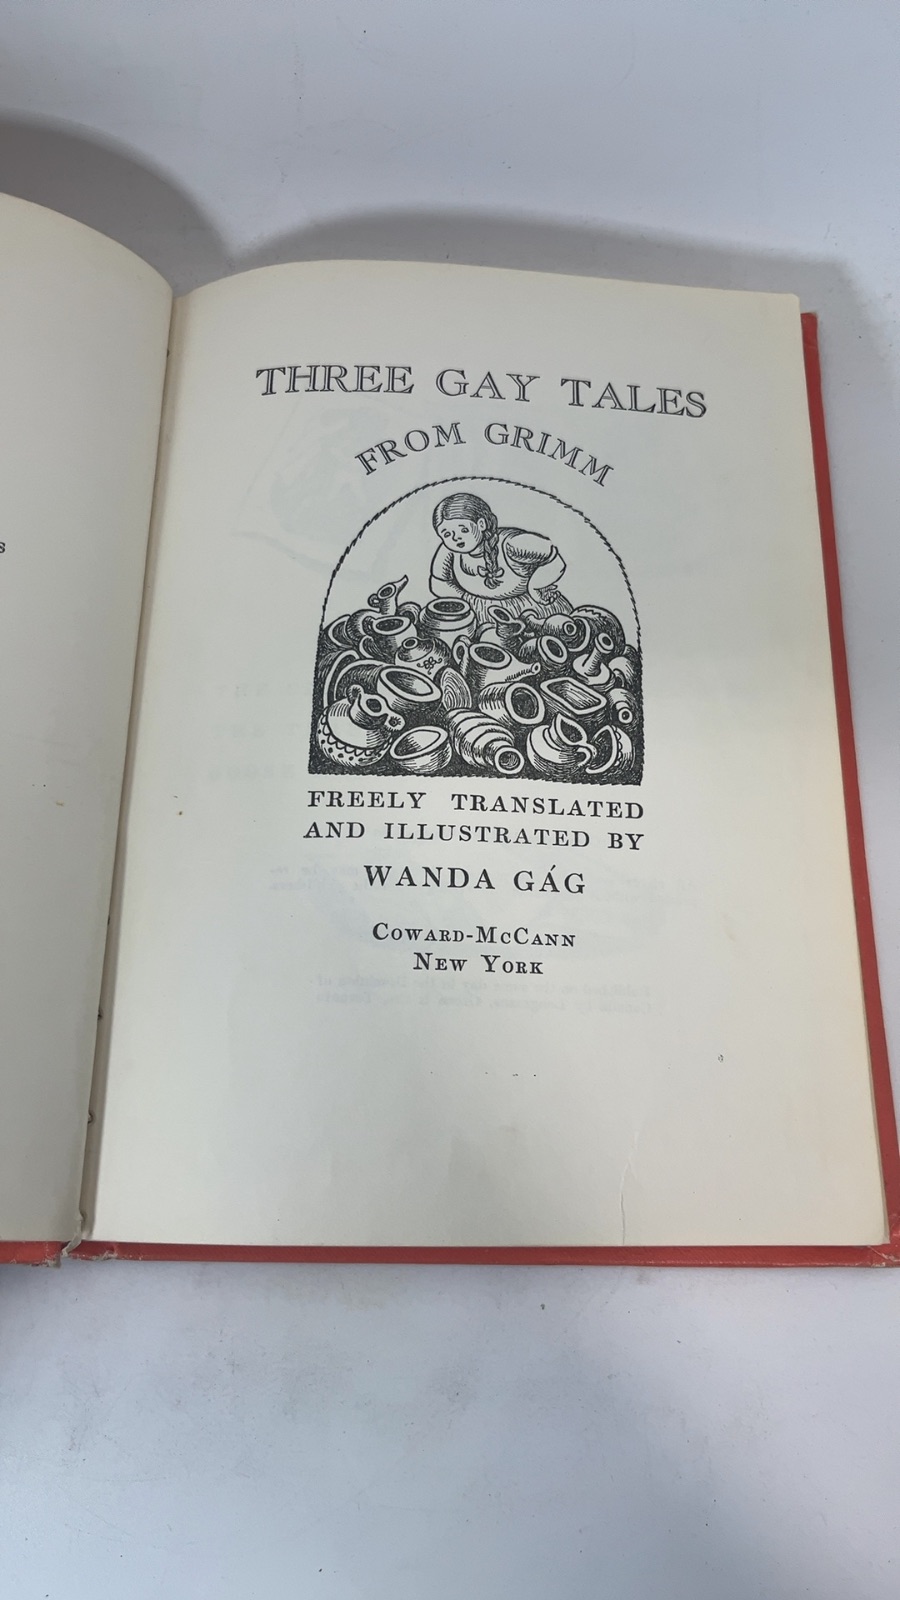 THREE GAY TALES
FROM GRIMM
FREELY TRANSLATED
AND ILLUSTRATED BY
WANDA GÁG
COWARD-MCCANN
NEW YORK